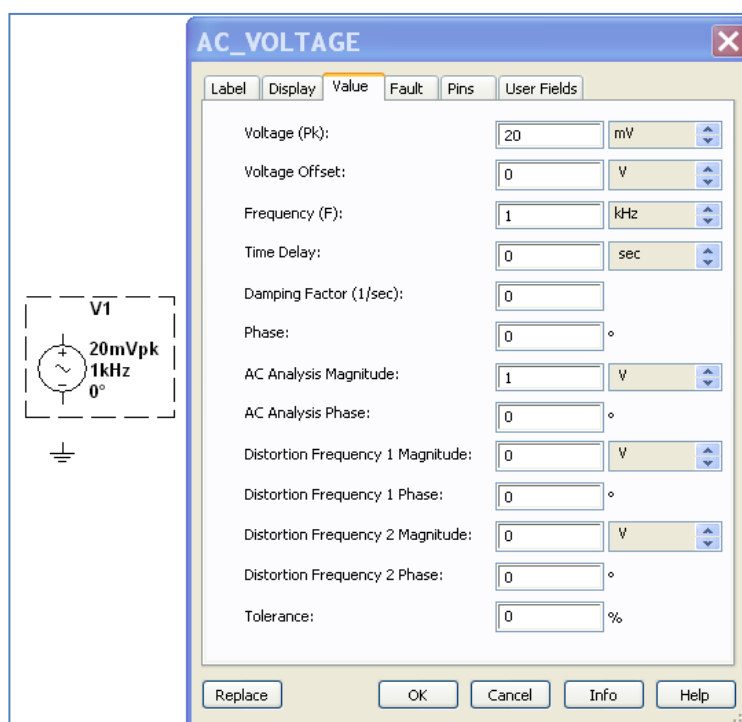 AC_VOLTAGE
Label Display Value Fault Pins User Fields
Voltage (Pk): 20 mV
Voltage Offset: 0 V
Frequency (F): 1 kHz
Time Delay: 0 sec
Damping Factor (1/sec): 0
Phase: 0 °
AC Analysis Magnitude: 1 V
AC Analysis Phase: 0 °
Distortion Frequency 1 Magnitude: 0 V
Distortion Frequency 1 Phase: 0 °
Distortion Frequency 2 Magnitude: 0 V
Distortion Frequency 2 Phase: 0 °
Tolerance: 0 %
Replace OK Cancel Info Help
V1
20mVpk
1kHz
0°